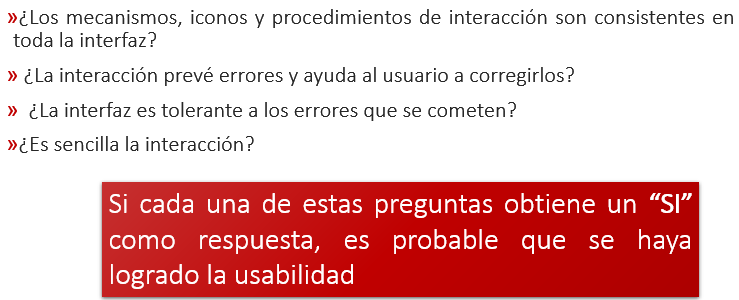 »¿Los mecanismos, iconos y procedimientos de interacción son consistentes en
toda la interfaz?
» ¿La interacción prevé errores y ayuda al usuario a corregirlos?
» ¿La interfaz es tolerante a los errores que se cometen?
»¿Es sencilla la interacción?
Si cada una de estas preguntas obtiene un “SI”
como respuesta, es probable que se haya
logrado la usabilidad